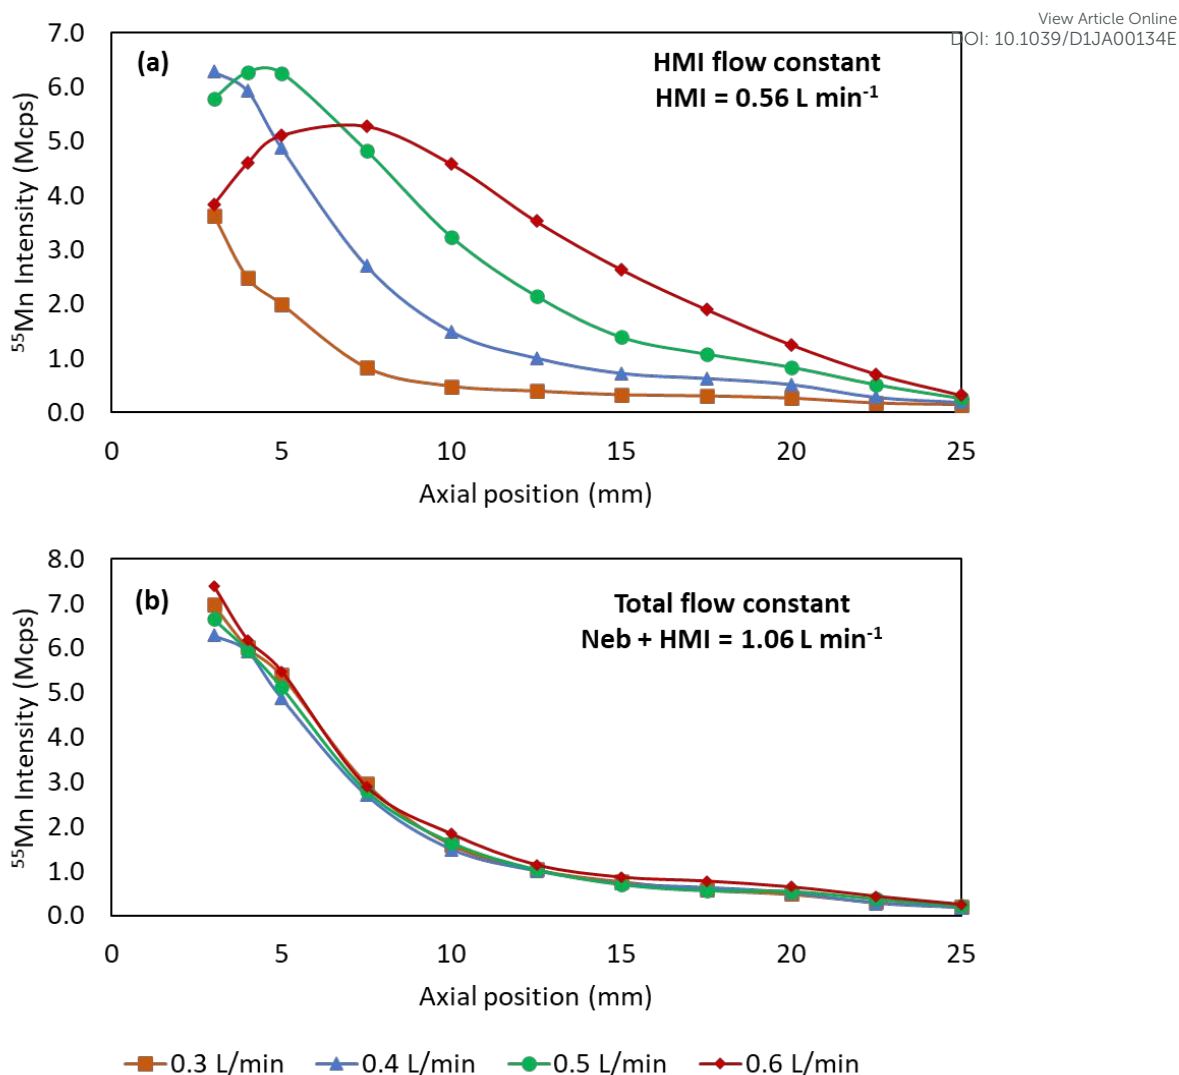 View Article Online
DOI: 10.1039/D1JA00134E
7.0
(a)
HMI flow constant
HMI = 0.56 L min⁻¹
6.0
5.0
4.0
3.0
2.0
1.0
0.0
⁵⁵Mn Intensity (Mcps)
0 5 10 15 20 25
Axial position (mm)
8.0
(b)
Total flow constant
Neb + HMI = 1.06 L min⁻¹
7.0
6.0
5.0
4.0
3.0
2.0
1.0
0.0
⁵⁵Mn Intensity (Mcps)
0 5 10 15 20 25
Axial position (mm)
0.3 L/min 0.4 L/min 0.5 L/min 0.6 L/min